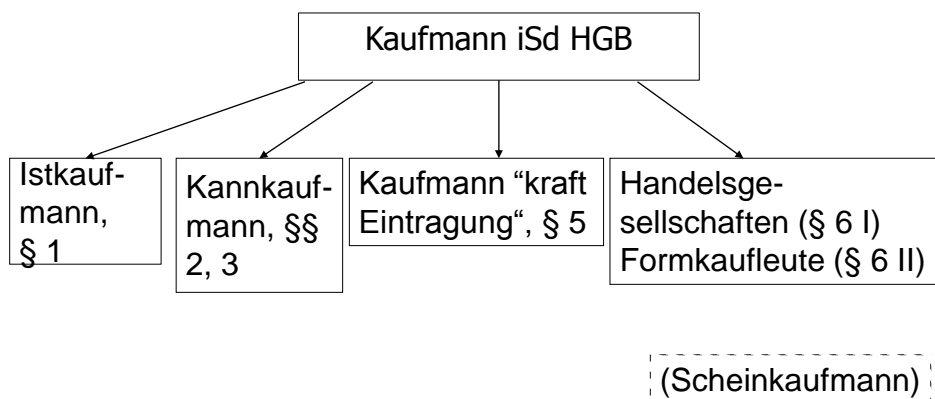 Kaufmann iSd HGB
Istkauf-
mann,
§ 1
Kannkauf-
mann, §§
2, 3
Kaufmann “kraft
Eintragung“, § 5
Handelsge-
sellschaften (§ 6 I)
Formkaufleute (§ 6 II)
(Scheinkaufmann)